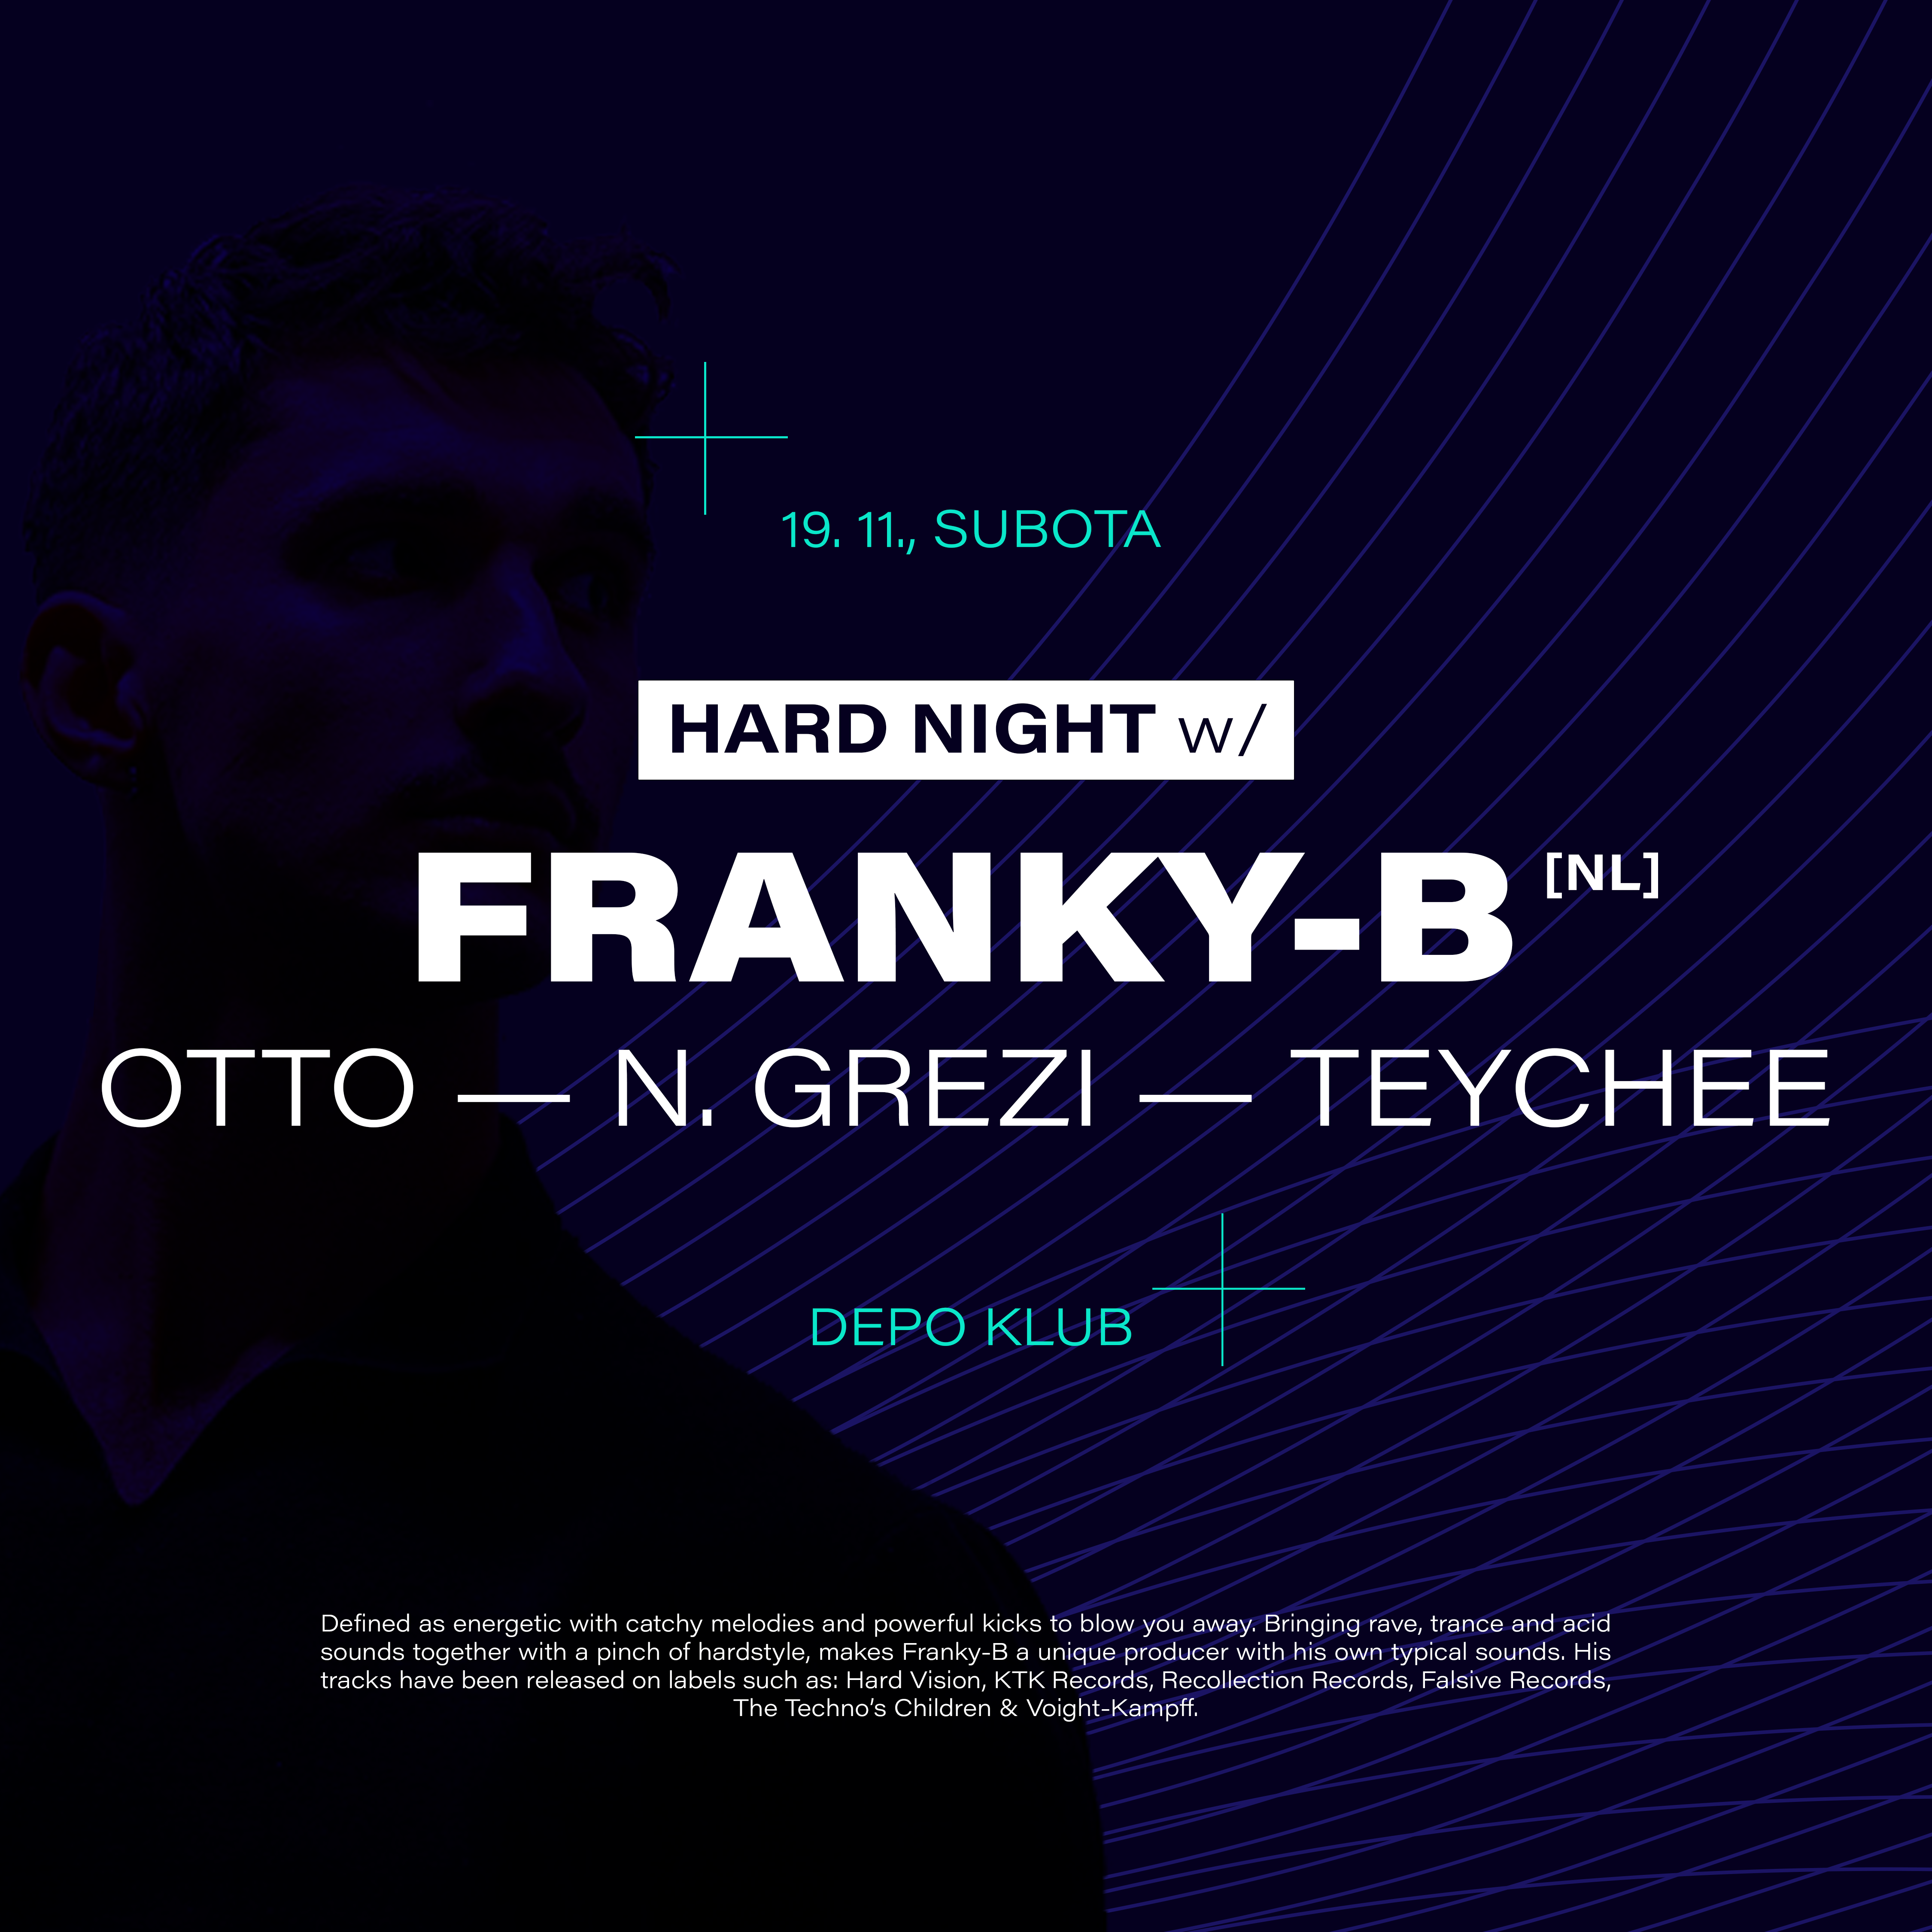 19. 11., SUBOTA
HARD NIGHT w/
FRANKY-B [NL]
OTTO — N. GREZI — TEYCHEE
DEPO KLUB
Defined as energetic with catchy melodies and powerful kicks to blow you away. Bringing rave, trance and acid
sounds together with a pinch of hardstyle, makes Franky-B a unique producer with his own typical sounds. His
tracks have been released on labels such as: Hard Vision, KTK Records, Recollection Records, Falsive Records,
The Techno’s Children & Voight-Kampff.